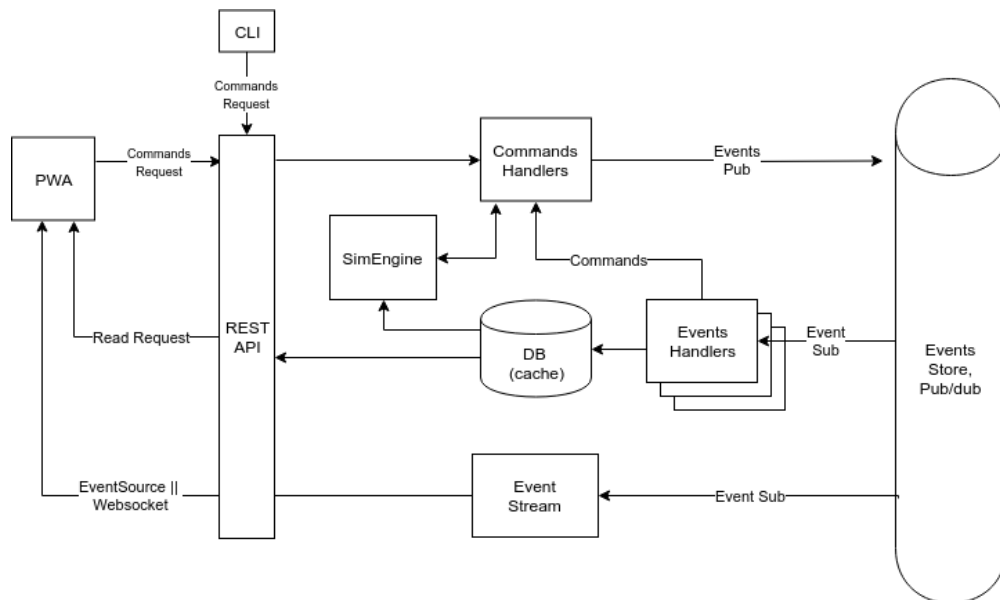 CLI
Commands
Request
PWA
Commands
Request
Commands
Handlers
Events
Pub
SimEngine
Commands
REST
API
Read Request
DB
(cache)
Events
Handlers
Event
Sub
Events
Store,
Pub/dub
EventSource ||
Websocket
Event
Stream
Event Sub